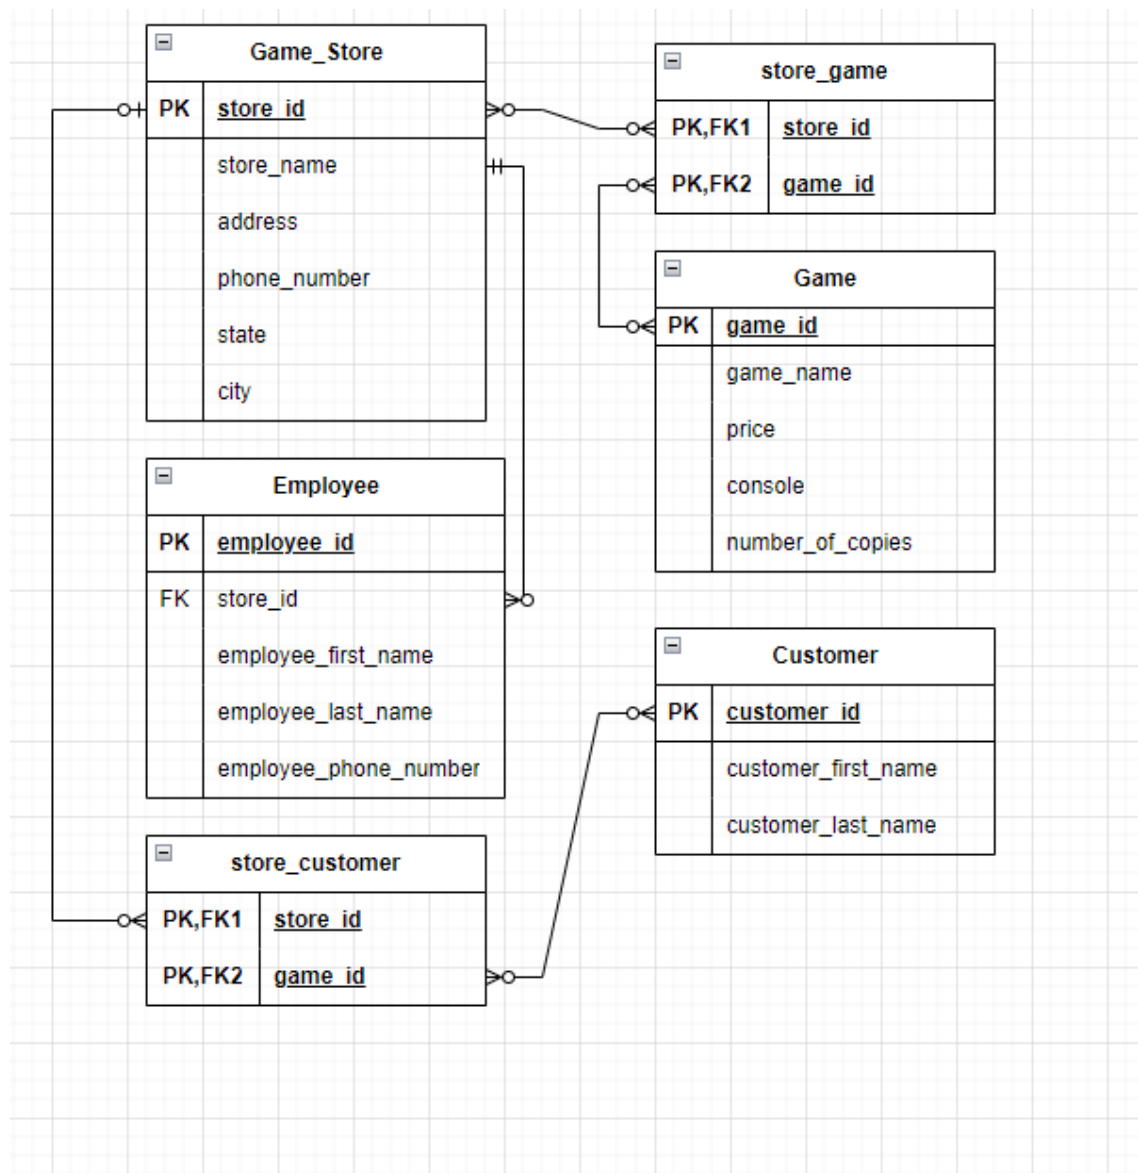 Game_Store
PK store_id
store_name
address
phone_number
state
city
Employee
PK employee_id
FK store_id
employee_first_name
employee_last_name
employee_phone_number
store_customer
PK,FK1 store_id
PK,FK2 game_id
store_game
PK,FK1 store_id
PK,FK2 game_id
Game
PK game_id
game_name
price
console
number_of_copies
Customer
PK customer_id
customer_first_name
customer_last_name